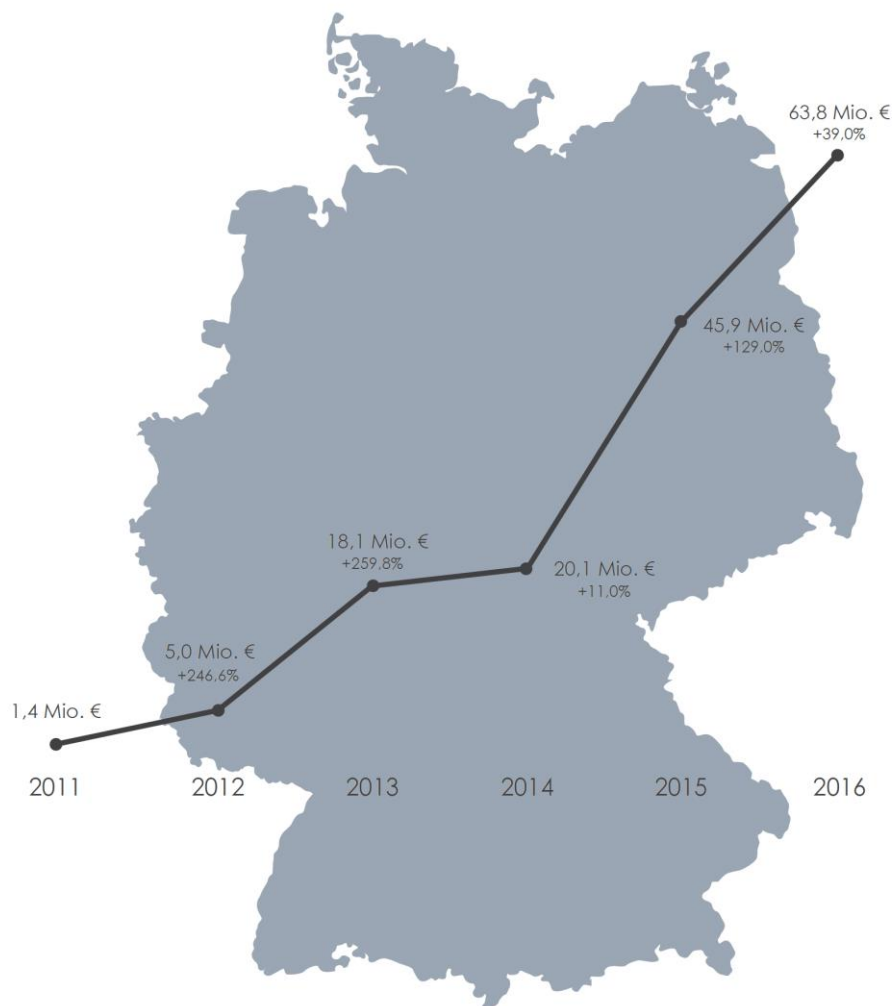 63,8 Mio. €
+39,0%
45,9 Mio. €
+129,0%
18,1 Mio. €
+259,8%
20,1 Mio. €
+11,0%
5,0 Mio. €
+246,6%
1,4 Mio. €
2011 2012 2013 2014 2015 2016